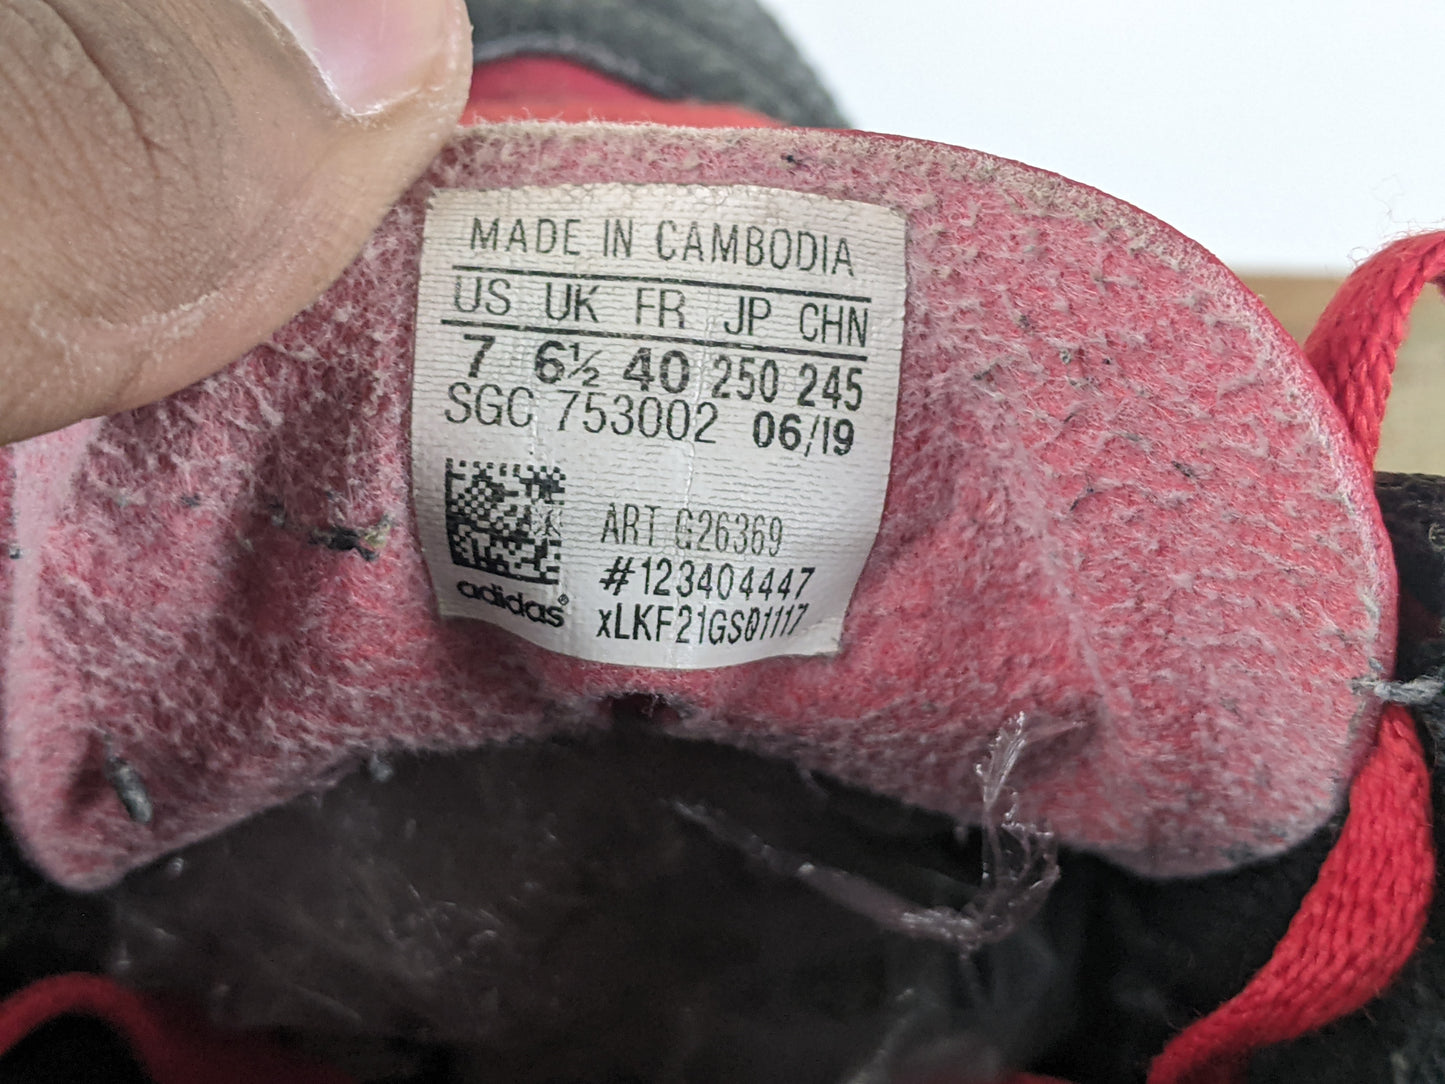 MADE IN CAMBODIA
US UK FR JP CHN
7 6½ 40 250 245
SGC 753002 06/19
ART G26369
#123404447
xLKF21GS01117
adidas®